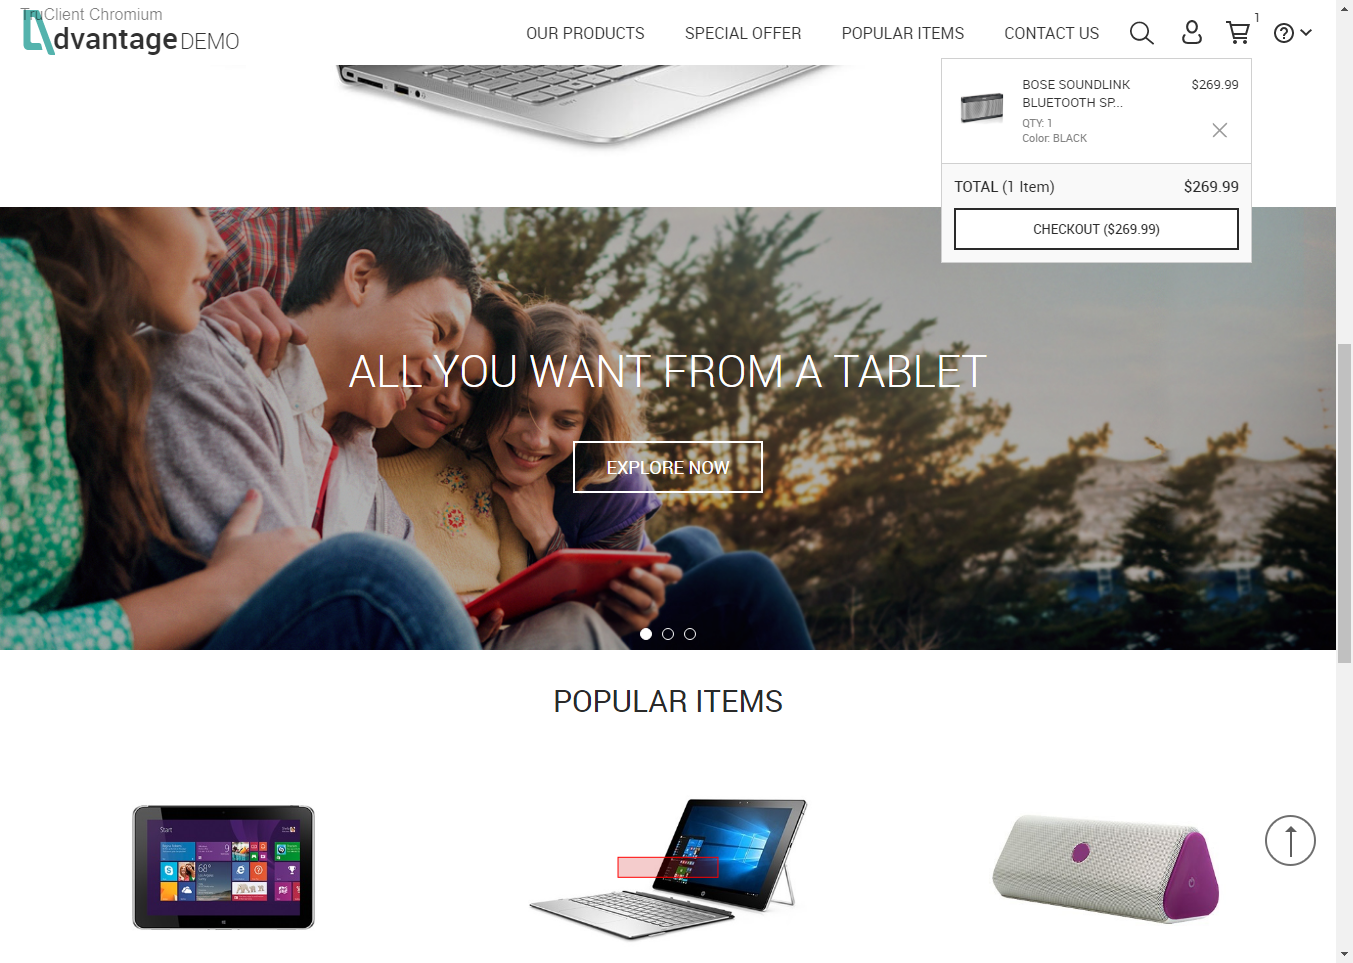 TruClient Chromium
dvantage DEMO
OUR PRODUCTS
SPECIAL OFFER
POPULAR ITEMS
CONTACT US
1
BOSE SOUNDLINK
BLUETOOTH SP...
$269.99
QTY: 1
Color: BLACK
TOTAL (1 Item)
$269.99
CHECKOUT ($269.99)
ALL YOU WANT FROM A TABLET
EXPLORE NOW
POPULAR ITEMS
Start
68°